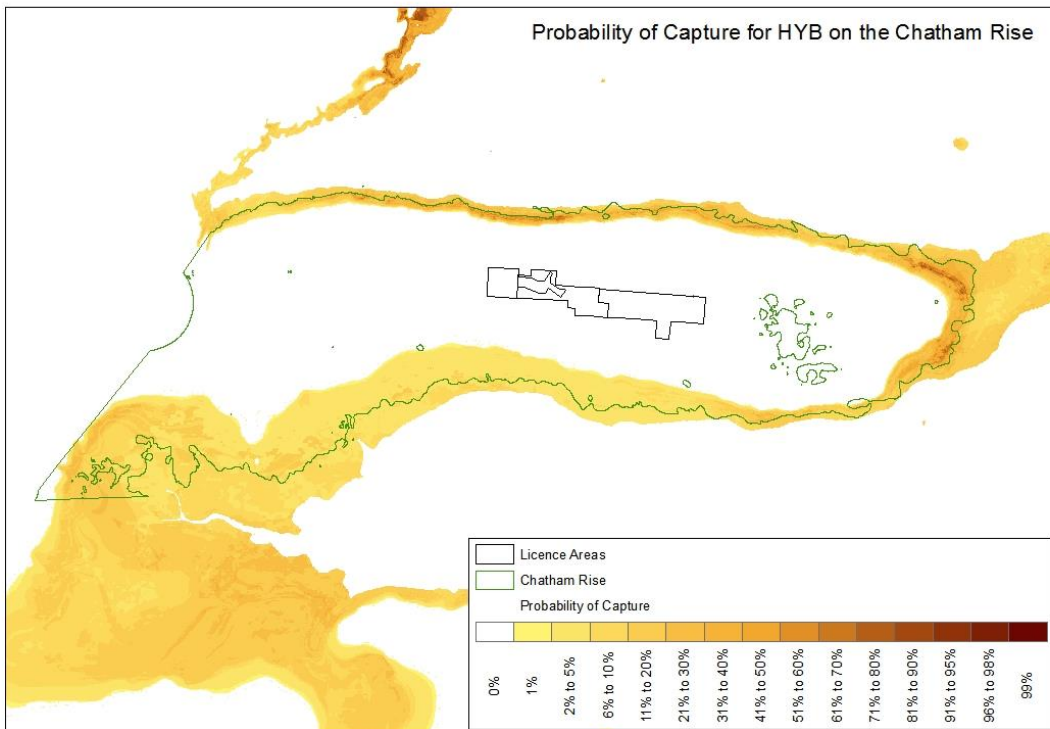 Probability of Capture for HYB on the Chatham Rise
Licence Areas
Chatham Rise
Probability of Capture
0%
1%
2% to 5%
6% to 10%
11% to 20%
21% to 30%
31% to 40%
41% to 50%
51% to 60%
61% to 70%
71% to 80%
81% to 90%
91% to 95%
96% to 98%
99%